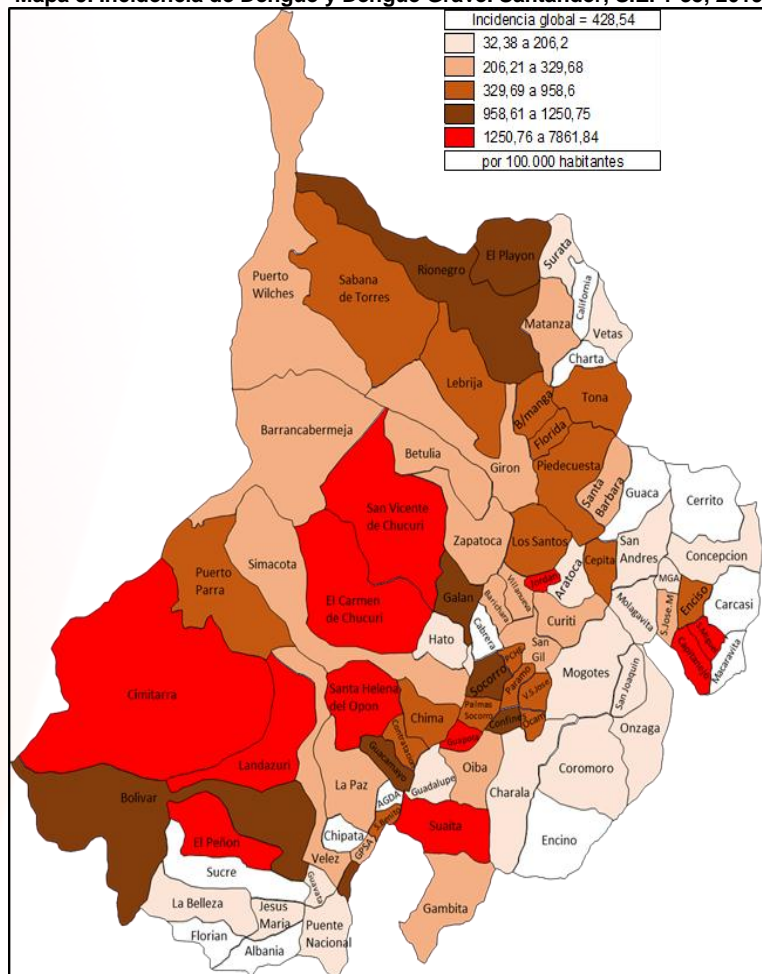 Mapa Incidencia de Dengue y Dengue Grave. Santander, S.E.
Incidencia global = 428,54
32,38 a 206,2
206,21 a 329,68
329,69 a 958,6
958,61 a 1250,75
1250,76 a 7861,84
por 100.000 habitantes
Puerto
Wilches
Sabana
de Torres
Rionegro
El Playon
Surata
California
Vetas
Matanza
Charta
Lebrija
B/manga
Tona
Florida
Barrancabermeja
Betulia
Giron
Piedecuesta
Santa
Barbara
Guaca
Cerrito
San Vicente
de Chucuri
Zapatoca
Los Santos
Cepita
San
Andres
Concepcion
Puerto
Parra
Simacota
El Carmen
de Chucuri
Galan
Villanueva
Barichara
Jordan
Aratoca
MGA
Molagavita
S.Jose.M
Enciso
Carcasi
S.Miguel
Capitanejo
Macaravita
Hato
Cabrera
Curiti
San
Gil
PCHE
Socorro
Paramo
V.S.Jose
Mogotes
San Joaquin
Onzaga
Cimitarra
Santa Helena
del Opon
Chima
Contratacion
Palmas
Socorro
Confines
Ocam
Guapota
Landazuri
Guacamayo
La Paz
Guadalupe
Oiba
Charala
Coromoro
Bolivar
AGDA
S.Benito
Chipata
El Peñon
Suaita
Encino
Velez
GPSA
Sucre
Guavata
La Belleza
Jesus
Maria
Puente
Nacional
Gambita
Florian
Albania